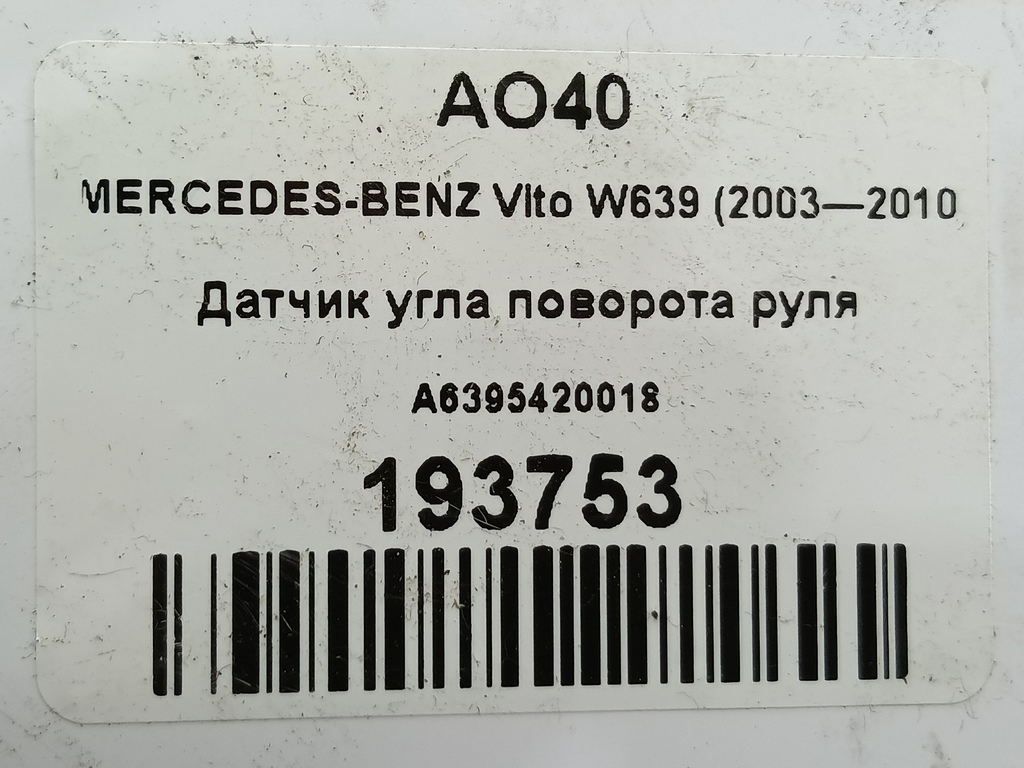 AO40
MERCEDES-BENZ Vito W639 (2003—2010
Датчик угла поворота руля
A6395420018
193753